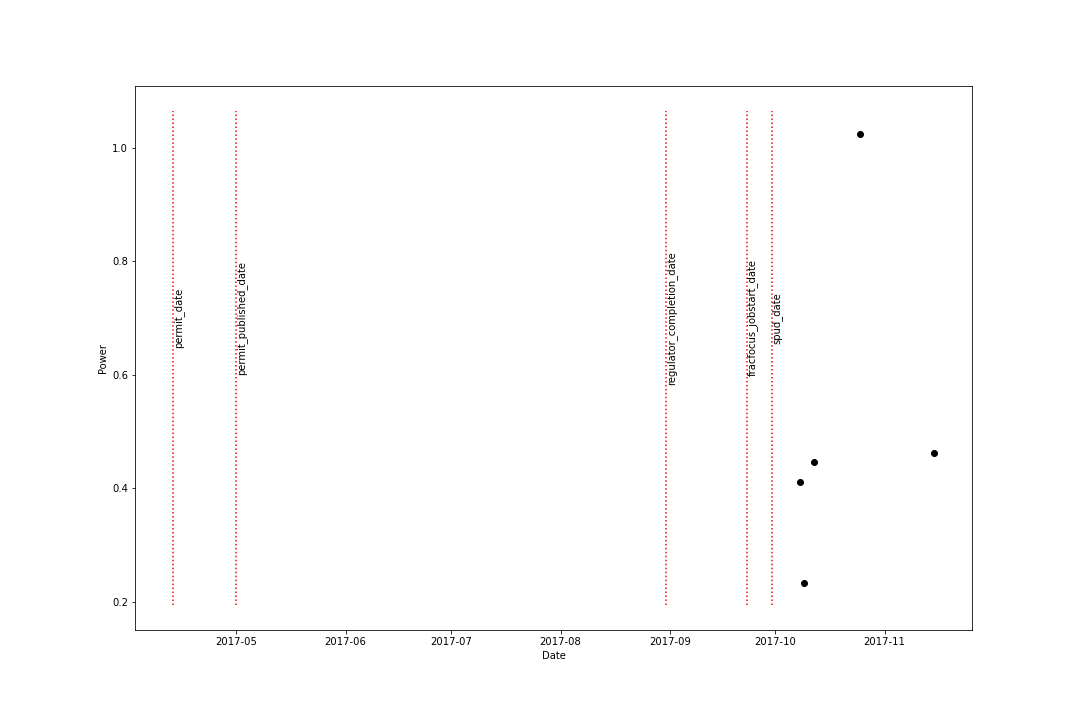 1.0
0.8
0.6
0.4
0.2
Power
permit_date
permit_published_date
regulator_completion_date
fracfocus_jobstart_date
spud_date
2017-05 2017-06 2017-07 2017-08 2017-09 2017-10 2017-11
Date